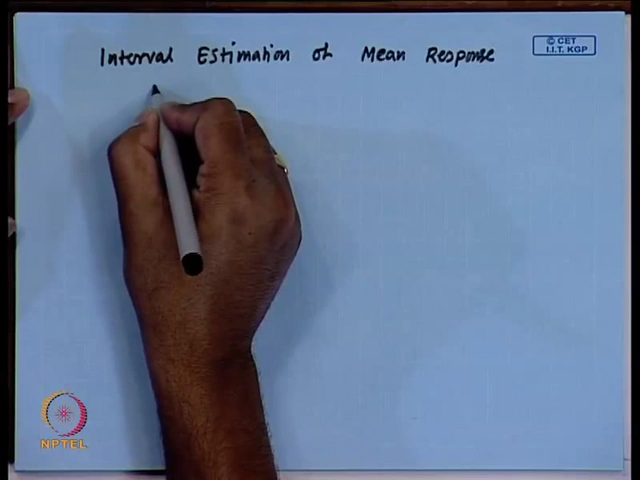 Interval Estimation of Mean Response
© CET
I.I.T. KGP
NPTEL